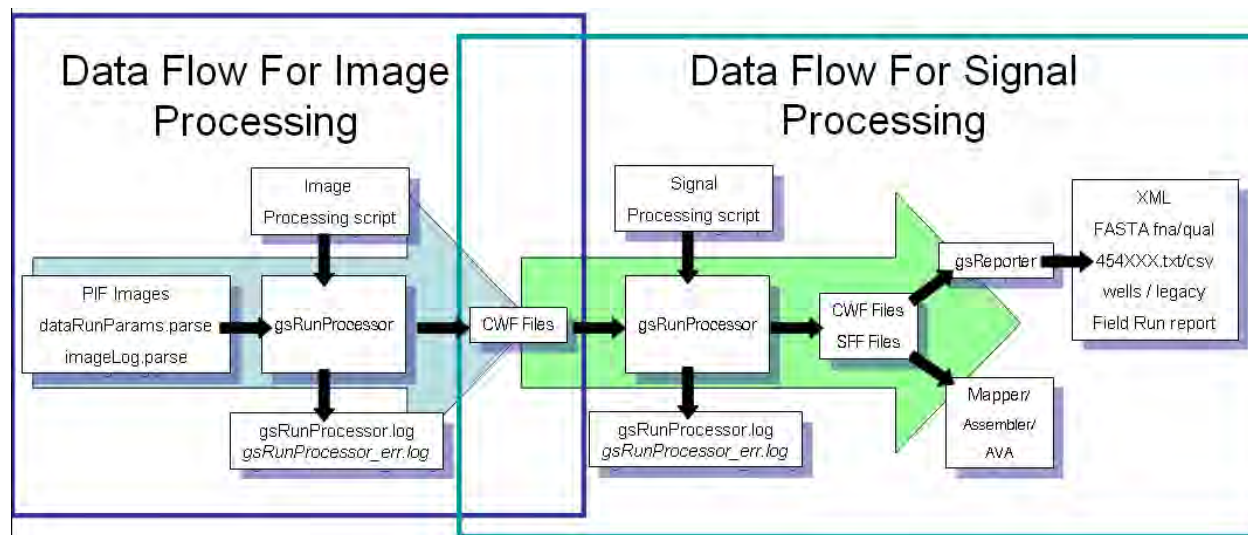 Data Flow For Image
Processing
Data Flow For Signal
Processing
Image
Processing script
PIF Images
dataRunParams.parse
imageLog.parse
gsRunProcessor
gsRunProcessor.log
gsRunProcessor_err.log
CWF Files
Signal
Processing script
gsRunProcessor
gsRunProcessor.log
gsRunProcessor_err.log
CWF Files
SFF Files
gsReporter
XML
FASTA fna/qual
454XXX.txt/csv
wells / legacy
Field Run report
Mapper/
Assembler/
AVA